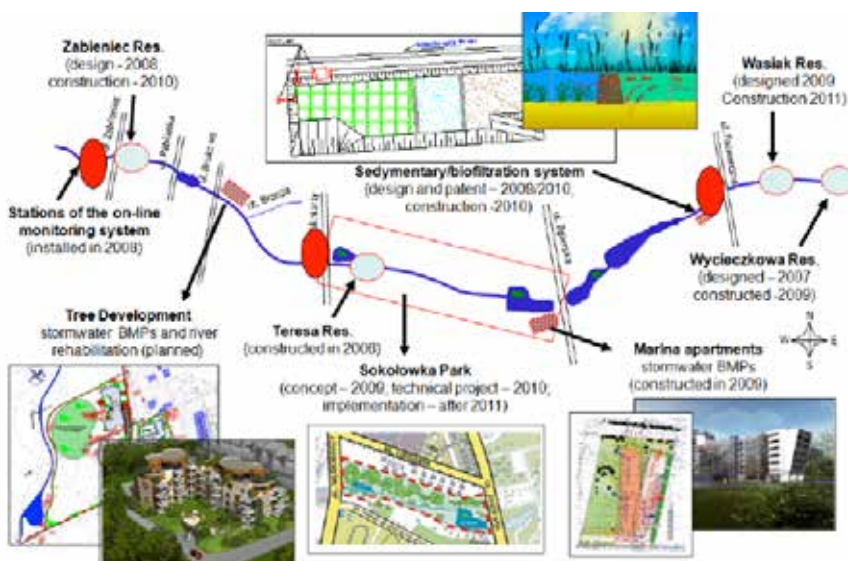 Zabieniec Res.
(design - 2008
construction - 2010)
Wasiak Res.
(designed 2009
Construction 2011)
Sedymentary/biofiltration system
(design and patent – 2009/2010,
construction -2010)
Stations of the on-line
monitoring system
(installed in 2008)
Wycieczkowa Res.
(designed – 2007
constructed -2009)
Tree Development
stormwater BMPs and river
rehabilitation (planned)
Teresa Res.
(constructed in 2006)
Marina apartments
stormwater BMPs
(constructed in 2009)
N
W E
S
Sokołowka Park
(concept – 2009, technical project – 2010;
implementation – after 2011)